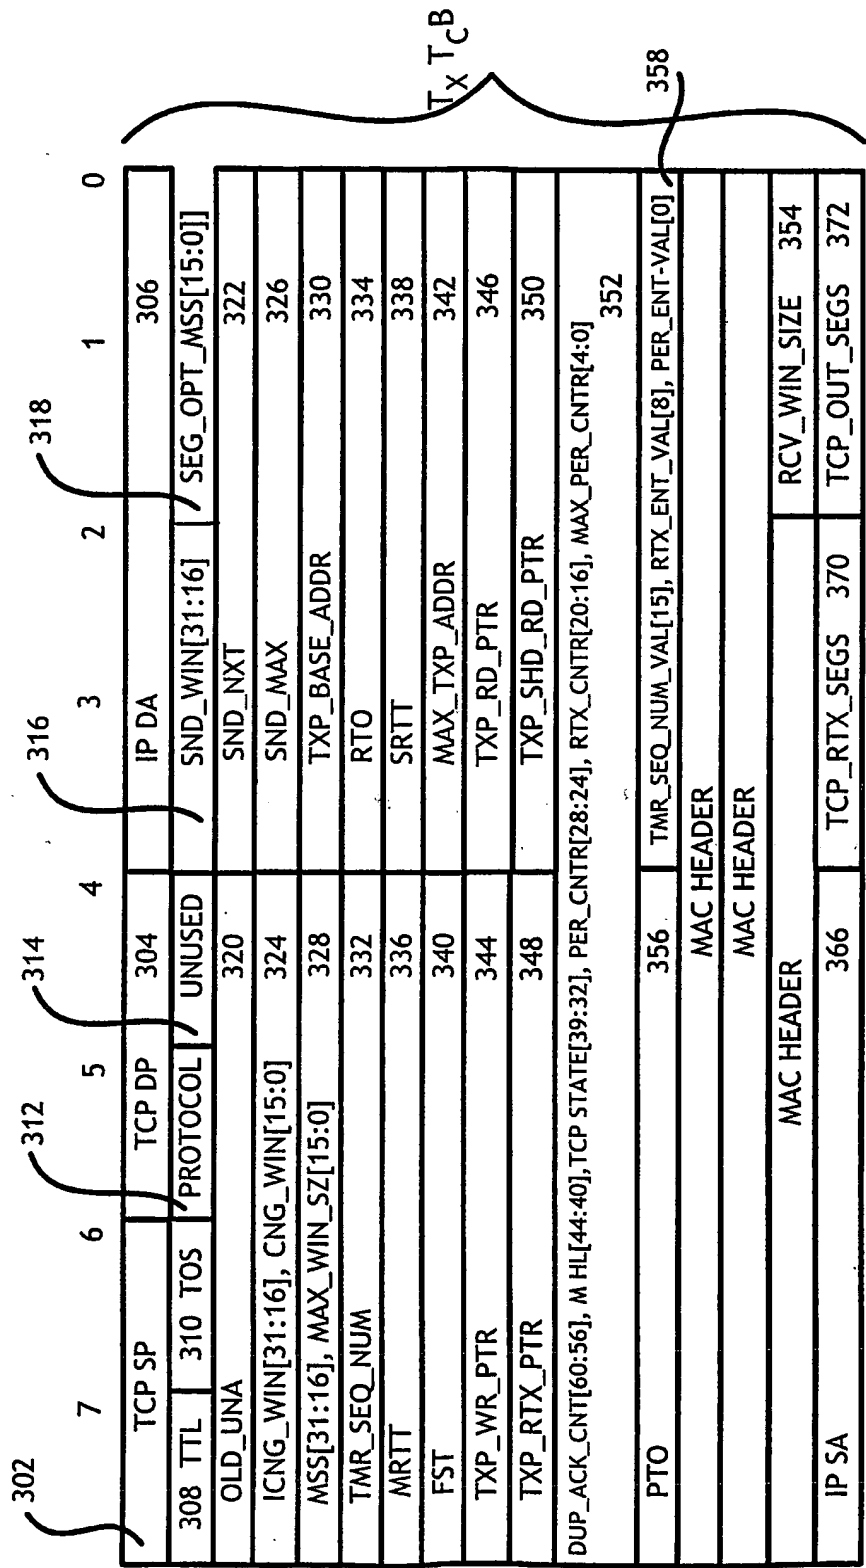 302 312 314 316 318
7 6 5 4 3 2 1 0
TCP SP TCP DP 304 IP DA 306
308 TTL 310 TOS PROTOCOL UNUSED SND_WIN[31:16] SEG_OPT_MSS[15:0]]
OLD_UNA 320 SND_NXT 322
ICNG_WIN[31:16], CNG_WIN[15:0] 324 SND_MAX 326
MSS[31:16], MAX_WIN_SZ[15:0] 328 TXP_BASE_ADDR 330
TMR_SEQ_NUM 332 RTO 334
MRTT 336 SRTT 338
FST 340 MAX_TXP_ADDR 342
TXP_WR_PTR 344 TXP_RD_PTR 346
TXP_RTX_PTR 348 TXP_SHD_RD_PTR 350
DUP_ACK_CNT[60:56], M HL[44:40],TCP STATE[39:32], PER_CNTR[28:24], RTX_CNTR[20:16], MAX_PER_CNTR[4:0]
352
PTO 356 TMR_SEQ_NUM_VAL[15], RTX_ENT_VAL[8], PER_ENT-VAL[0]
358
MAC HEADER
MAC HEADER
MAC HEADER RCV_WIN_SIZE 354
IP SA 366 TCP_RTX_SEGS 370 TCP_OUT_SEGS 372
TX TCB